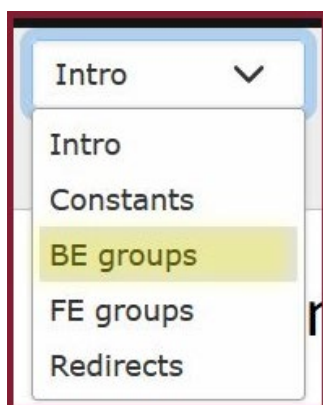 Intro
Intro
Constants
BE groups
FE groups
Redirects